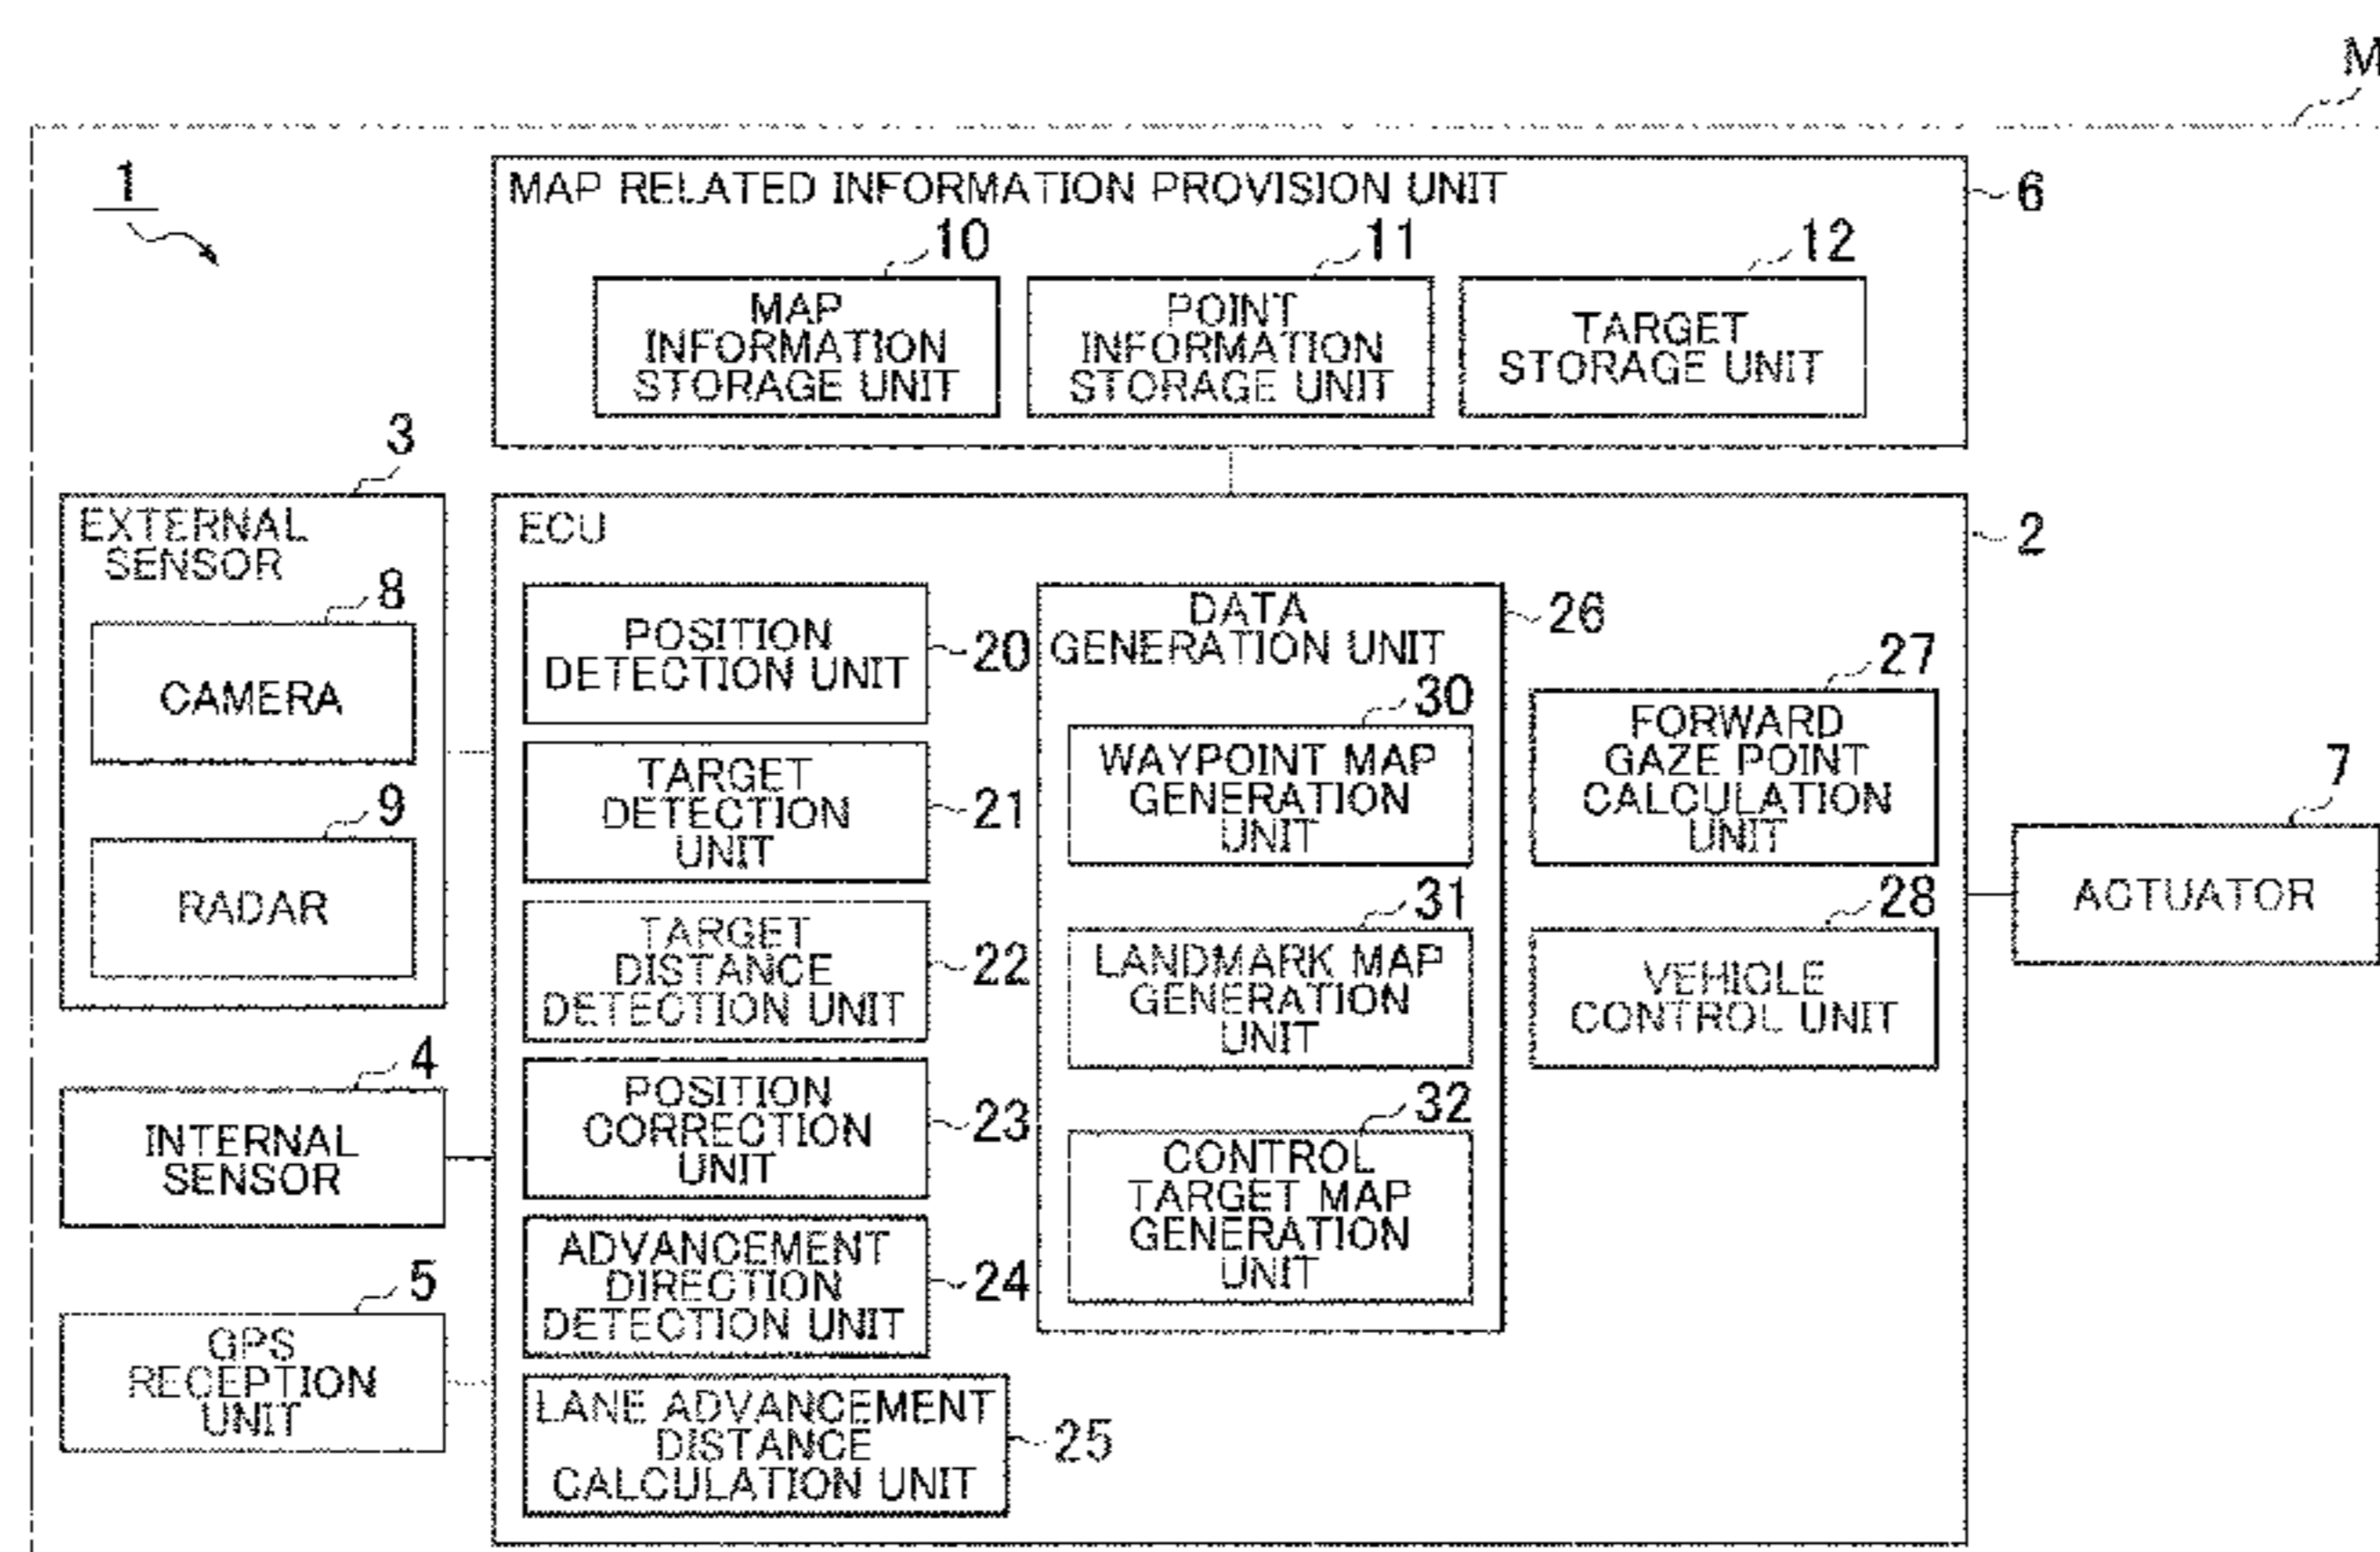 M
1
MAP RELATED INFORMATION PROVISION UNIT
6
10
11
12
MAP
INFORMATION
STORAGE UNIT
POINT
INFORMATION
STORAGE UNIT
TARGET
STORAGE UNIT
3
EXTERNAL
SENSOR
8
CAMERA
9
RADAR
4
INTERNAL
SENSOR
5
GPS
RECEPTION
UNIT
ECU
2
POSITION
DETECTION UNIT
20
TARGET
DETECTION
UNIT
21
TARGET
DISTANCE
DETECTION UNIT
22
POSITION
CORRECTION
UNIT
23
ADVANCEMENT
DIRECTION
DETECTION UNIT
24
LANE ADVANCEMENT
DISTANCE
CALCULATION UNIT
25
DATA
GENERATION UNIT
26
30
WAYPOINT MAP
GENERATION
UNIT
31
LANDMARK MAP
GENERATION
UNIT
32
CONTROL
TARGET MAP
GENERATION
UNIT
27
FORWARD
GAZE POINT
CALCULATION
UNIT
28
VEHICLE
CONTROL UNIT
7
ACTUATOR